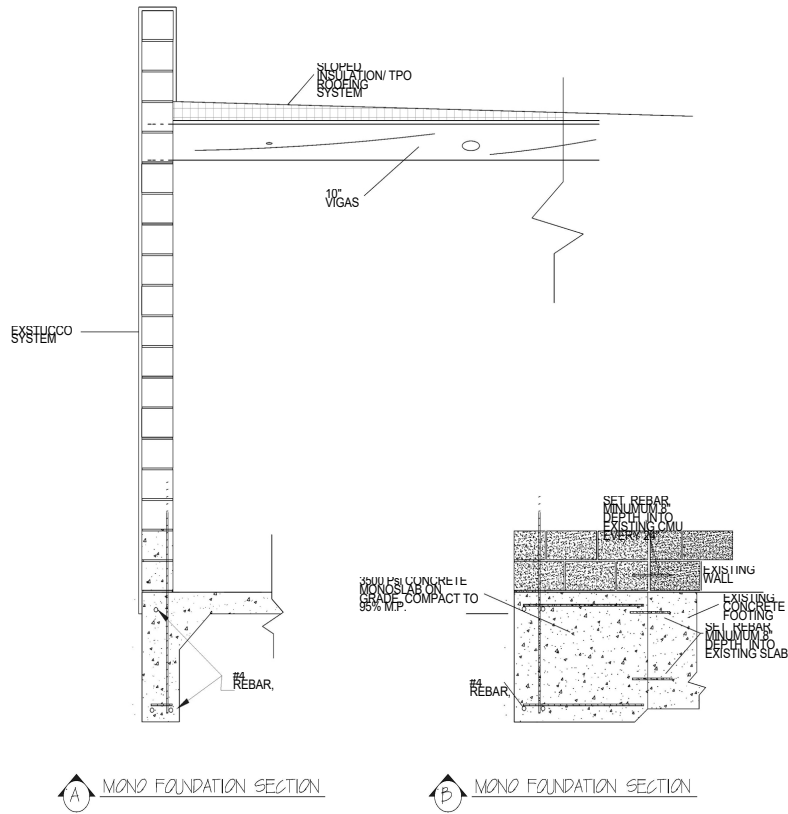 SLOPED
INSULATION/ TPO
ROOFING
SYSTEM
10"
VIGAS
EXSTUCCO
SYSTEM
#4
REBAR,
A
MONO FOUNDATION SECTION
SET REBAR
MINUMUM 8"
DEPTH INTO
EXISTING CMU
EVERY 24"
EXISTING
WALL
3500 Psi CONCRETE
MONOSLAB ON
GRADE, COMPACT TO
95% M.P.
EXISTING
CONCRETE
FOOTING
SET REBAR
MINUMUM 8"
DEPTH INTO
EXISTING SLAB
#4
REBAR,
B
MONO FOUNDATION SECTION